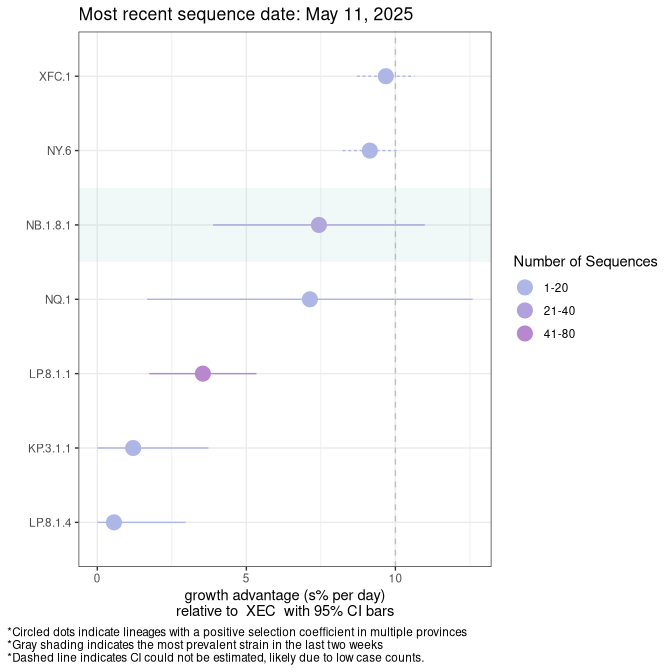 Most recent sequence date: May 11, 2025
XFC.1
NY.6
NB.1.8.1
NQ.1
LP.8.1.1
KP.3.1.1
LP.8.1.4
0 5 10
growth advantage (s% per day)
relative to XEC with 95% CI bars
Number of Sequences
1-20
21-40
41-80
*Circled dots indicate lineages with a positive selection coefficient in multiple provinces
*Gray shading indicates the most prevalent strain in the last two weeks
*Dashed line indicates CI could not be estimated, likely due to low case counts.